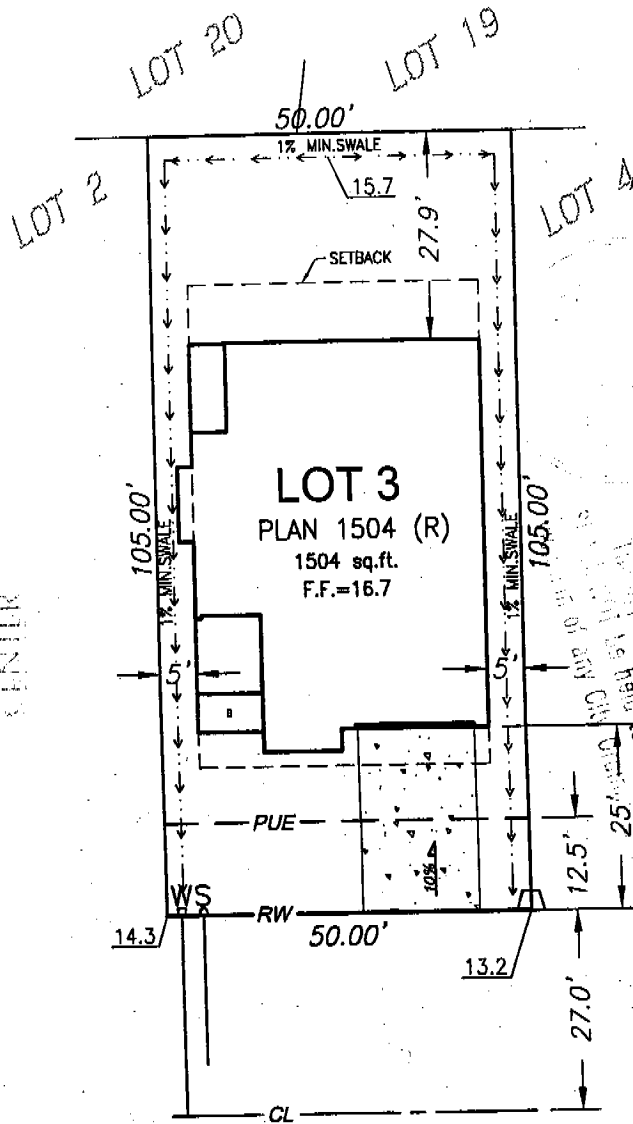 LOT 20
LOT 19
50.00'
1% MIN.SWALE
15.7
LOT 2
LOT 4
27.9'
SETBACK
LOT 3
PLAN 1504 (R)
1504 sq.ft.
F.F.=16.7
105.00'
1% MIN.SWALE
1% MIN.SWALE
105.00'
5'
5'
25'
PUE
12.5'
10%
WS
RW
50.00'
14.3
13.2
27.0'
CL